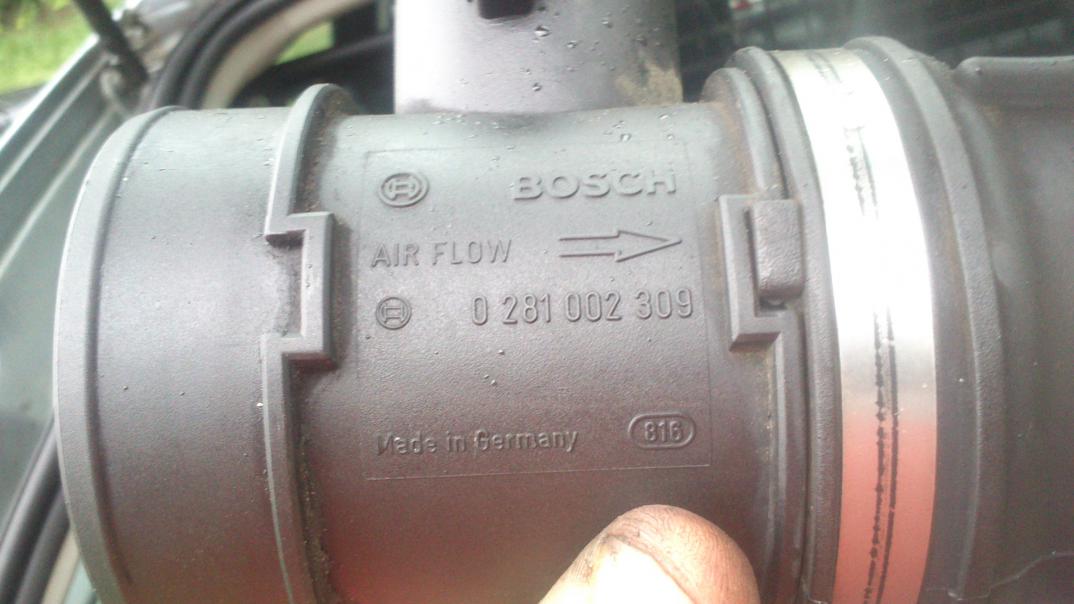 BOSCH
AIR FLOW
0 281 002 309
Made in Germany 816